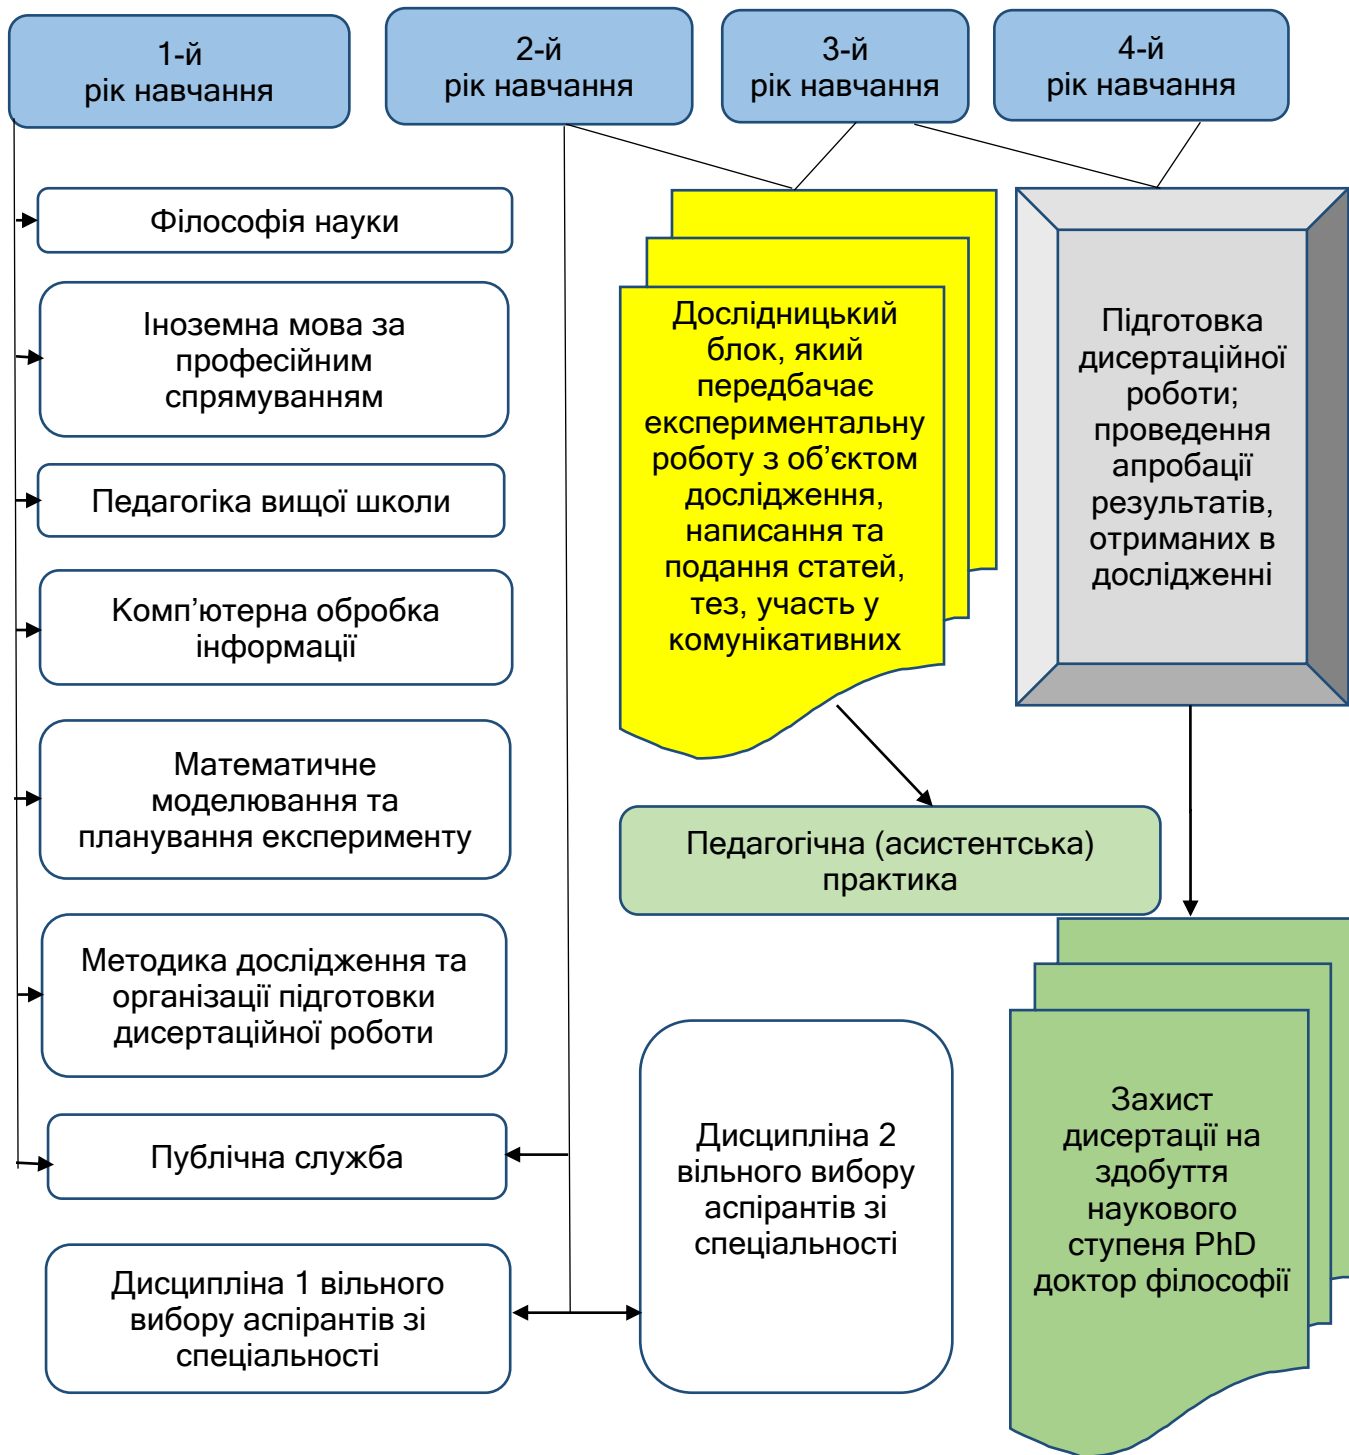 1-й
рік навчання
2-й
рік навчання
3-й
рік навчання
4-й
рік навчання
Філософія науки
Іноземна мова за
професійним
спрямуванням
Педагогіка вищої школи
Комп’ютерна обробка
інформації
Математичне
моделювання та
планування експерименту
Методика дослідження та
організації підготовки
дисертаційної роботи
Публічна служба
Дисципліна 1 вільного
вибору аспірантів зі
спеціальності
Дослідницький
блок, який
передбачає
експериментальну
роботу з об’єктом
дослідження,
написання та
подання статей,
тез, участь у
комунікативних
Педагогічна (асистентська)
практика
Дисципліна 2
вільного вибору
аспірантів зі
спеціальності
Підготовка
дисертаційної
роботи;
проведення
апробації
результатів,
отриманих в
дослідженні
Захист
дисертації на
здобуття
наукового
ступеня PhD
доктор філософії